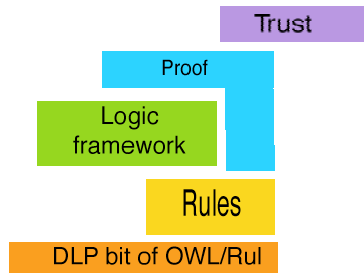 Trust
Proof
Logic
framework
Rules
DLP bit of OWL/Rul